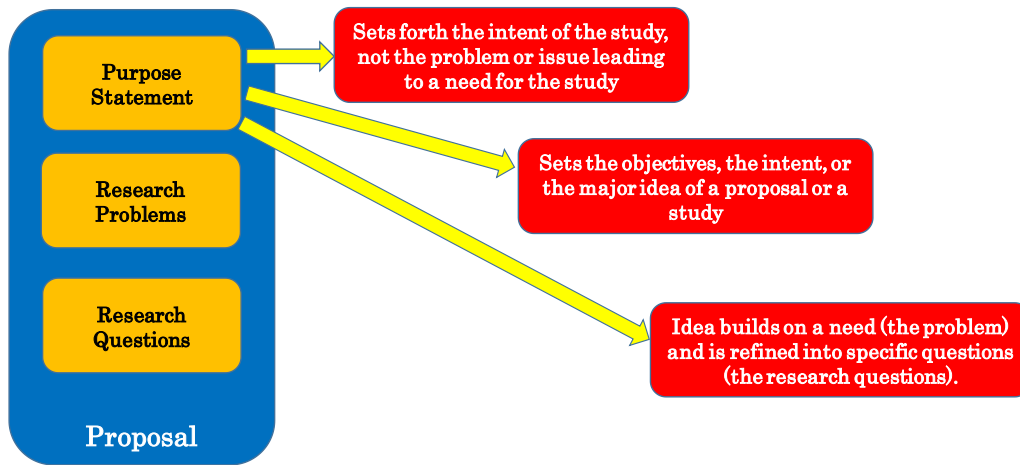 Purpose
Statement
Sets forth the intent of the study,
not the problem or issue leading
to a need for the study
Sets the objectives, the intent, or
the major idea of a proposal or a
study
Research
Problems
Research
Questions
Idea builds on a need (the problem)
and is refined into specific questions
(the research questions).
Proposal